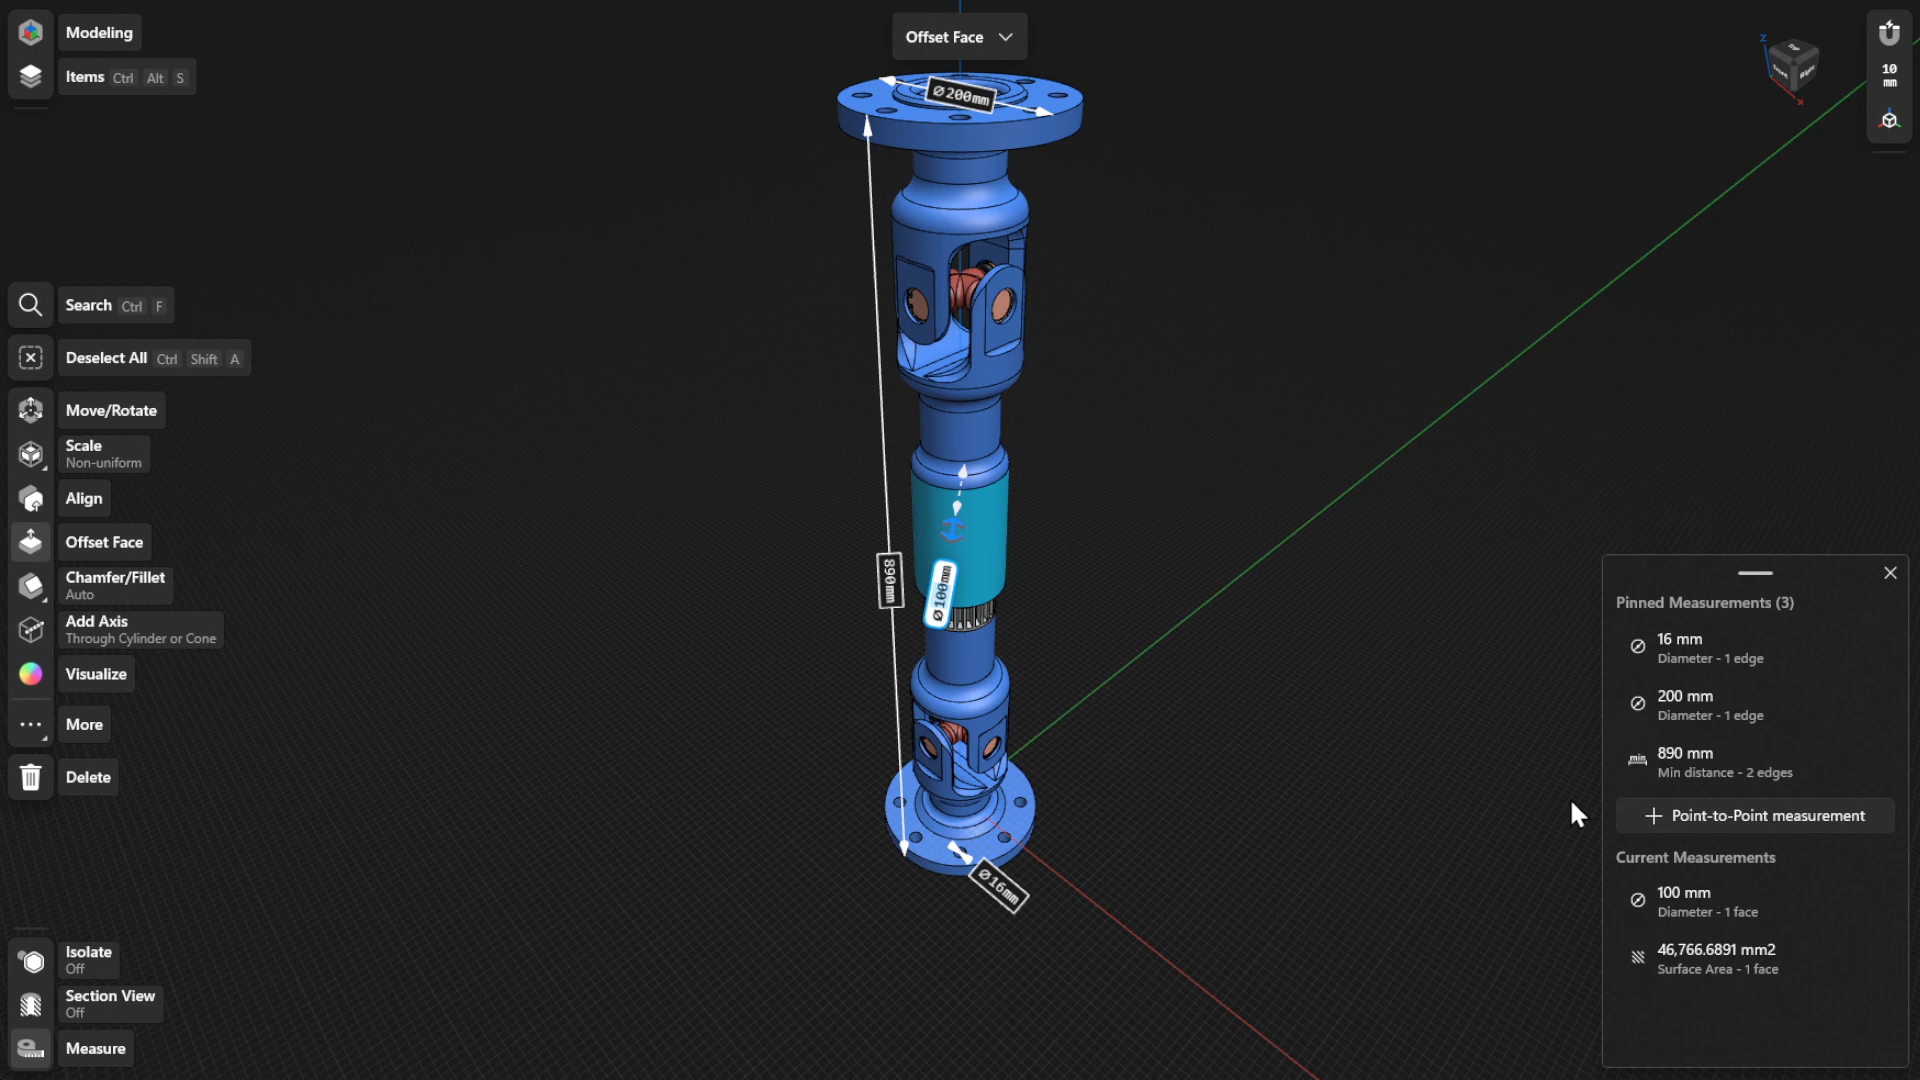 Modeling
Items Ctrl Alt S
Offset Face
10
mm
Z
X
Top
Front
Right
Search Ctrl F
Deselect All Ctrl Shift A
Move/Rotate
Scale
Non-uniform
Align
Offset Face
Chamfer/Fillet
Auto
Add Axis
Through Cylinder or Cone
Visualize
More
Delete
Isolate
Off
Section View
Off
Measure
Ø200mm
890mm
Ø100mm
Ø16mm
Pinned Measurements (3)
16 mm
Diameter - 1 edge
200 mm
Diameter - 1 edge
min
890 mm
Min distance - 2 edges
Point-to-Point measurement
Current Measurements
100 mm
Diameter - 1 face
46,766.6891 mm2
Surface Area - 1 face